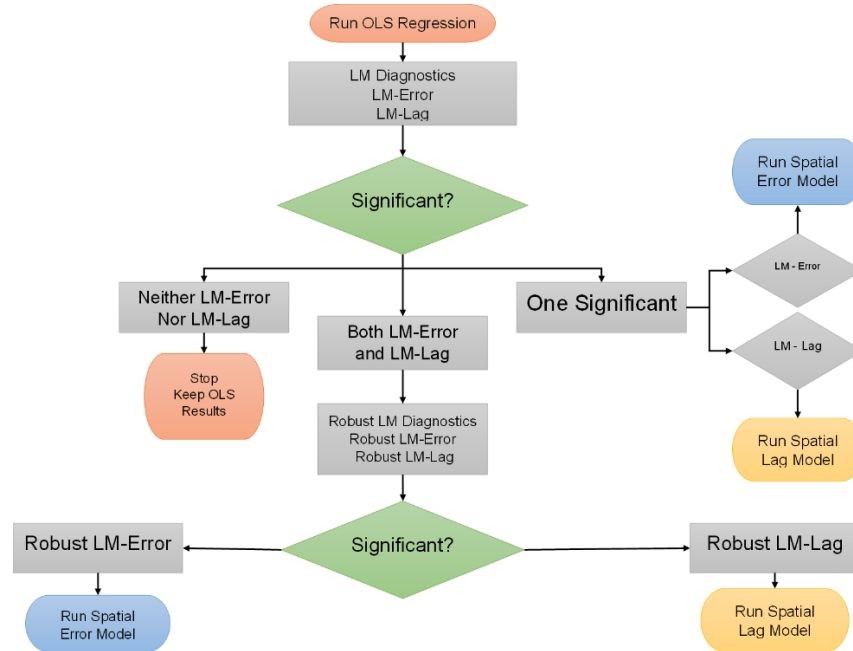 Run OLS Regression
LM Diagnostics
LM-Error
LM-Lag
Significant?
Run Spatial
Error Model
LM - Error
Neither LM-Error
Nor LM-Lag
Both LM-Error
and LM-Lag
One Significant
LM - Lag
Stop
Keep OLS
Results
Robust LM Diagnostics
Robust LM-Error
Robust LM-Lag
Run Spatial
Lag Model
Significant?
Robust LM-Error
Robust LM-Lag
Run Spatial
Error Model
Run Spatial
Lag Model